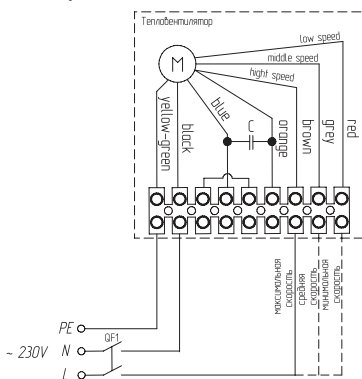 Тепловентилятор
low speed
middle speed
hight speed
M
yellow-green
black
blue
C
orange
brown
grey
red
максимальная
скорость
средняя
скорость
минимальная
скорость
PE
QF1
~ 230V
N
L